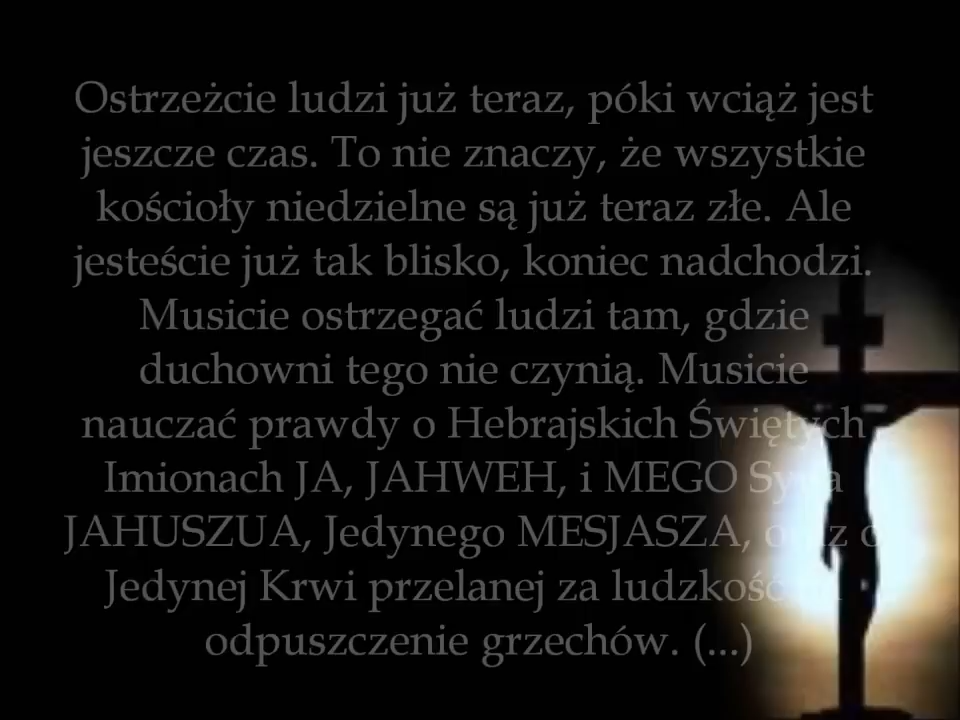 Ostrzeżcie ludzi już teraz, póki wciąż jest
jeszcze czas. To nie znaczy, że wszystkie
kościoły niedzielne są już teraz złe. Ale
jesteście już tak blisko, koniec nadchodzi.
Musicie ostrzegać ludzi tam, gdzie
duchowni tego nie czynią. Musicie
nauczać prawdy o Hebrajskich Świętych
Imionach JA, JAHWEH, i MEGO Syna
JAHUSZUA, Jedynego MESJASZA, oraz o
Jedynej Krwi przelanej za ludzkość
odpuszczenie grzechów. (...)